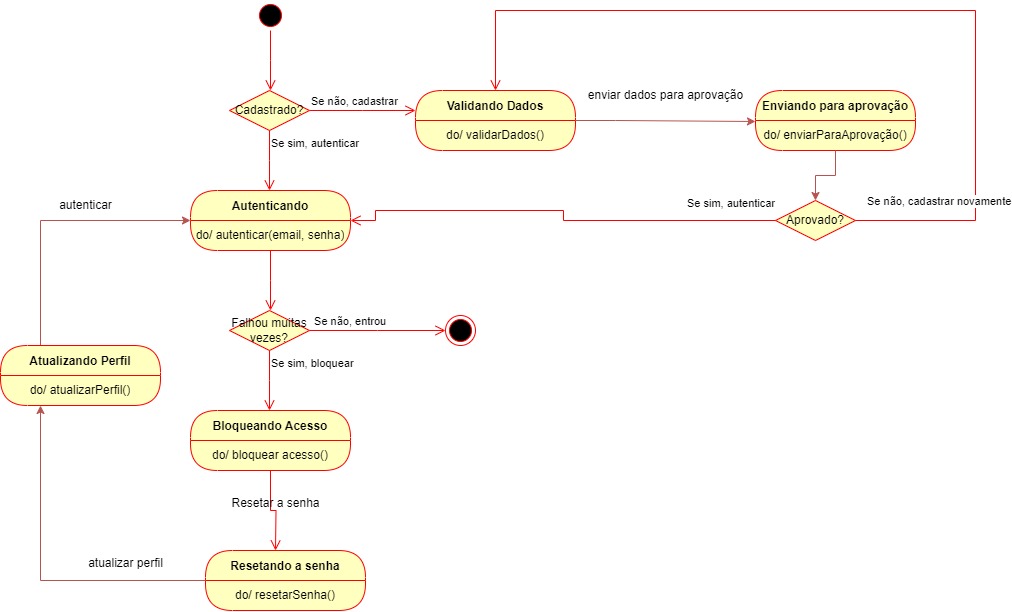 Cadastrado?
Se não, cadastrar
Validando Dados
do/ validarDados()
enviar dados para aprovação
Enviando para aprovação
do/ enviarParaAprovação()
Se sim, autenticar
autenticar
Autenticando
do/ autenticar(email, senha)
Se sim, autenticar
Aprovado?
Se não, cadastrar novamente
Falhou muitas
vezes?
Se não, entrou
Se sim, bloquear
Atualizando Perfil
do/ atualizarPerfil()
Bloqueando Acesso
do/ bloquear acesso()
Resetar a senha
atualizar perfil
Resetando a senha
do/ resetarSenha()